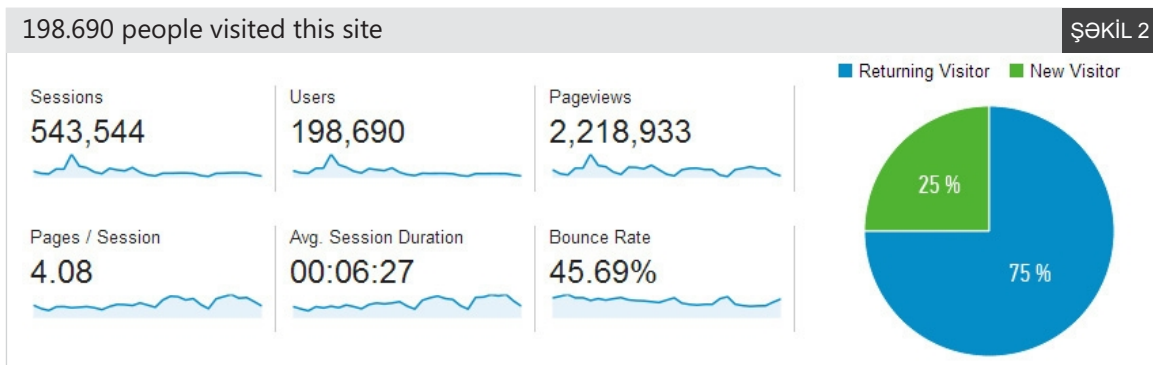 198.690 people visited this site
ŞƏKİL 2
Returning Visitor New Visitor
Sessions
543,544
Users
198,690
Pageviews
2,218,933
Pages / Session
4.08
Avg. Session Duration
00:06:27
Bounce Rate
45.69%
25 %
75 %